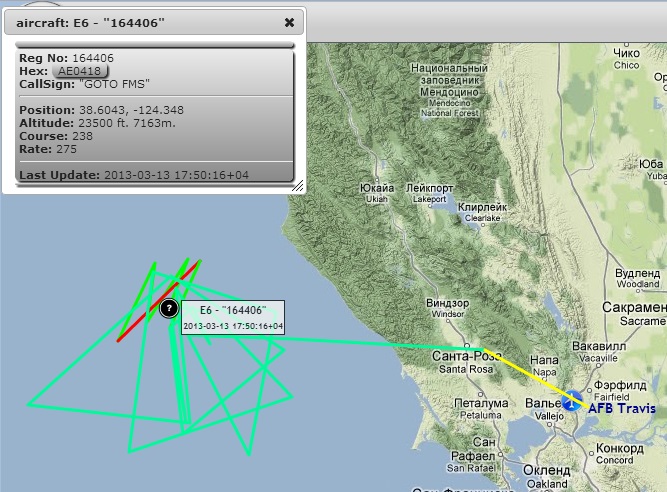 aircraft: E6 - "164406"
Reg No: 164406
Hex: AE0418
CallSign: "GOTO FMS"
Position: 38.6043, -124.348
Altitude: 23500 ft. 7163m.
Course: 238
Rate: 275
Last Update: 2013-03-13 17:50:16+04
Чико
Chico
Национальный
заповедник
Мендосино
Mendocino
National Forest
Юба
Yuba
Юкайа
Ukiah
Лейкпорт
Lakeport
Клирлейк
Clearlake
Вудленд
Woodland
?
E6 - "164406"
2013-03-13 17:50:16+04
Виндзор
Windsor
Сакрамен
Sacrame
Санта-Роза
Santa Rosa
Напа
Napa
Вакавилл
Vacaville
Фэрфилд
Fairfield
AFB Travis
Петалума
Petaluma
Валье
Vallejo
Сан
Рафаел
San Rafael
Конкорд
Concord
Окленд
Oakland